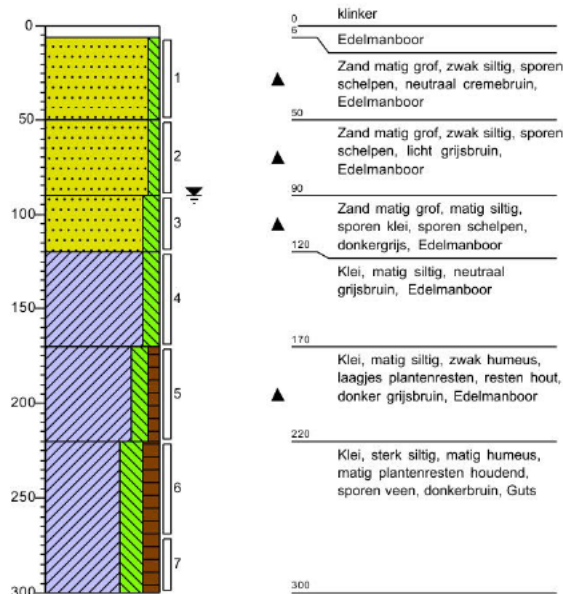 0
50
100
150
200
250
300
1
2
3
4
5
6
7
0
klinker
6
Edelmanboor
Zand matig grof, zwak siltig, sporen
schelpen, neutraal cremebruin,
Edelmanboor
50
Zand matig grof, zwak siltig, sporen
schelpen, licht grijsbruin,
Edelmanboor
90
Zand matig grof, matig siltig,
sporen klei, sporen schelpen,
donkergrijs, Edelmanboor
120
Klei, matig siltig, neutraal
grijsbruin, Edelmanboor
170
Klei, matig siltig, zwak humeus,
laagjes plantenresten, resten hout,
donker grijsbruin, Edelmanboor
220
Klei, sterk siltig, matig humeus,
matig plantenresten houdend,
sporen veen, donkerbruin, Guts
300